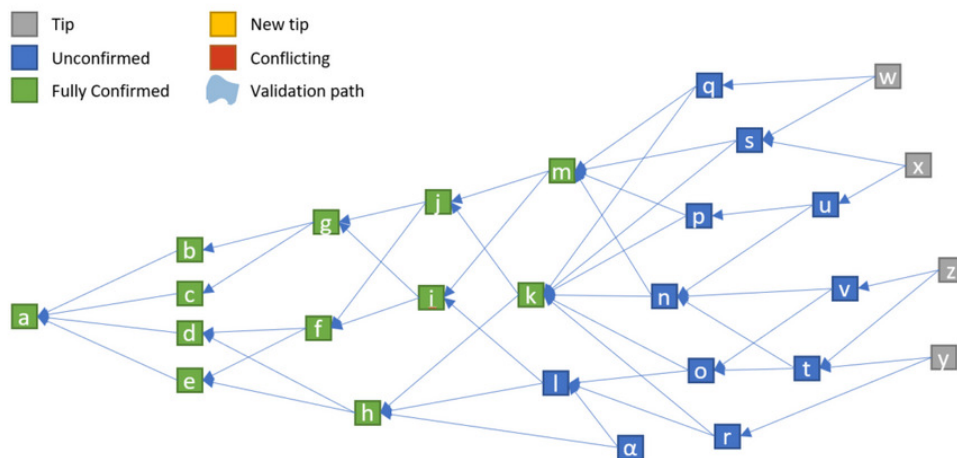 Tip
New tip
Unconfirmed
Conflicting
Fully Confirmed
Validation path
w
q
s
x
m
j
u
p
g
b
z
c
i
k
n
v
a
d
f
y
t
o
e
l
h
r
α